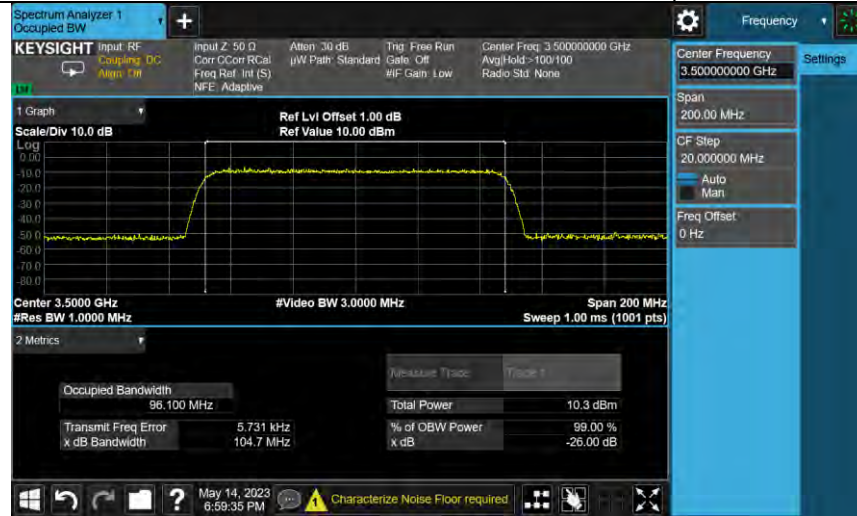 Spectrum Analyzer 1
Occupied BW
+
Frequency
KEYSIGHT
Input: RF
Coupling: DC
Align: Off
Input Z: 50 Ω
Corr CCorr RCal
Freq Ref: Int (S)
NFE: Adaptive
Atten: 30 dB
µW Path: Standard
Trig: Free Run
Gate: Off
#IF Gain: Low
Center Freq: 3.500000000 GHz
Avg|Hold:>100/100
Radio Std: None
1 Graph
Scale/Div 10.0 dB
Ref Lvl Offset 1.00 dB
Ref Value 10.00 dBm
Log
0.00
-10.0
-20.0
-30.0
-40.0
-50.0
-60.0
-70.0
-80.0
Center 3.5000 GHz
#Video BW 3.0000 MHz
Span 200 MHz
#Res BW 1.0000 MHz
Sweep 1.00 ms (1001 pts)
2 Metrics
Measure Trace
Trace 1
Occupied Bandwidth
96.100 MHz
Total Power
10.3 dBm
Transmit Freq Error
5.731 kHz
% of OBW Power
99.00 %
x dB Bandwidth
104.7 MHz
x dB
-26.00 dB
Center Frequency
3.500000000 GHz
Settings
Span
200.00 MHz
CF Step
20.000000 MHz
Auto
Man
Freq Offset
0 Hz
?
May 14, 2023
6:59:35 PM
1
Characterize Noise Floor required